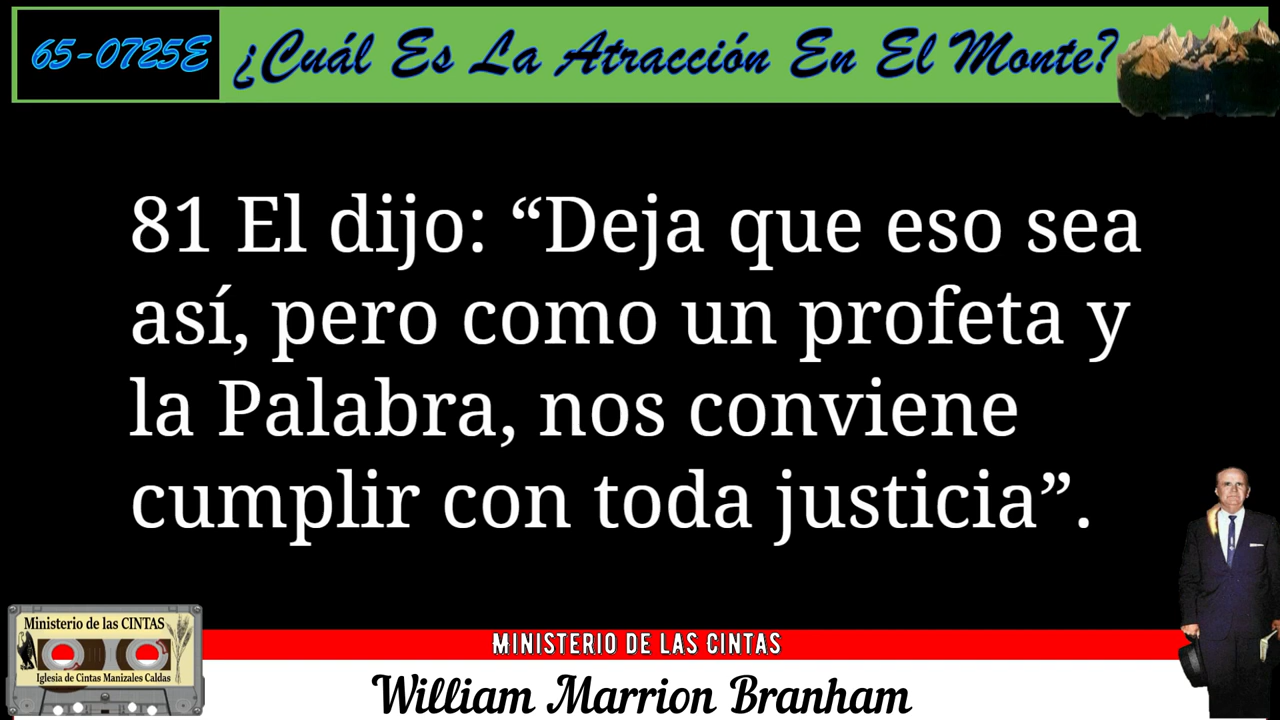 65-0725E ¿Cuál Es La Atracción En El Monte?
81 El dijo: “Deja que eso sea
así, pero como un profeta y
la Palabra, nos conviene
cumplir con toda justicia”.
Ministerio de las CINTAS
Iglesia de Cintas Manizales Caldas
MINISTERIO DE LAS CINTAS
William Marrion Branham